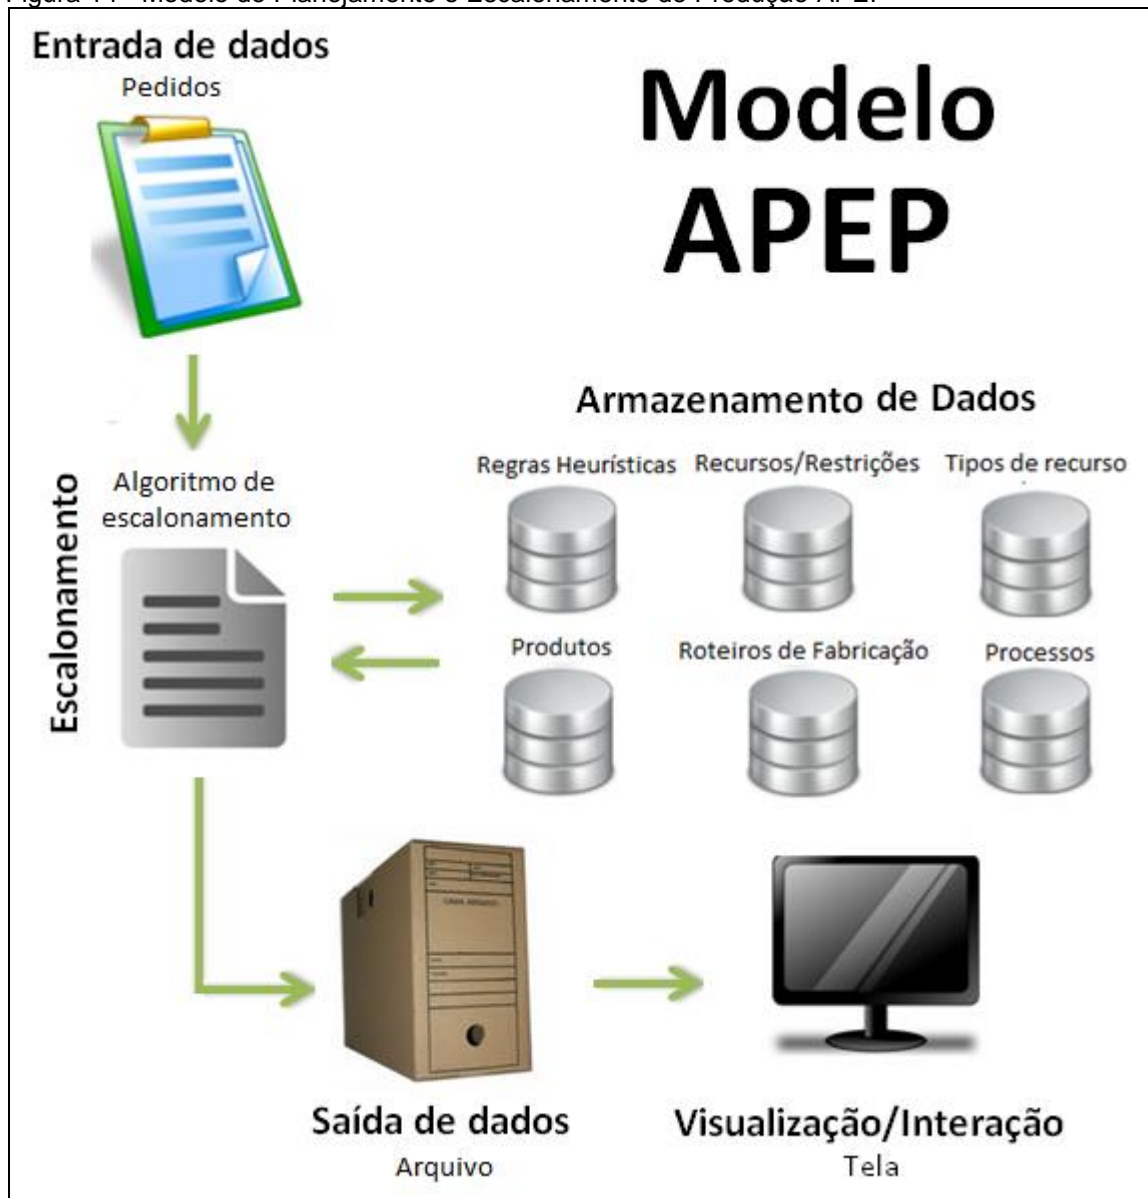 Entrada de dados
Pedidos
Modelo
APEP
Armazenamento de Dados
Regras Heurísticas
Recursos/Restrições
Tipos de recurso
Escalonamento
Algoritmo de
escalonamento
Produtos
Roteiros de Fabricação
Processos
Saída de dados
Arquivo
Visualização/Interação
Tela